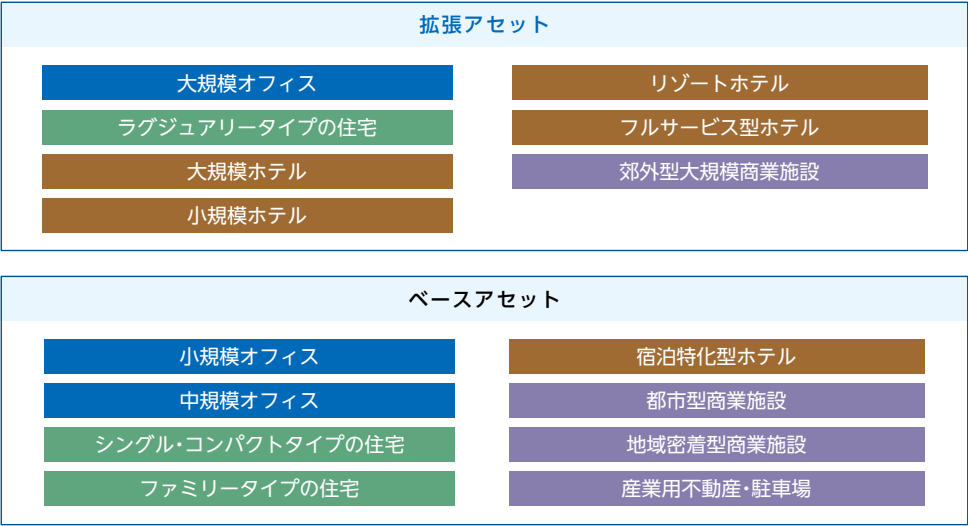 拡張アセット
大規模オフィス
ラグジュアリータイプの住宅
大規模ホテル
小規模ホテル
リゾートホテル
フルサービス型ホテル
郊外型大規模商業施設
ベースアセット
小規模オフィス
中規模オフィス
シングル・コンパクトタイプの住宅
ファミリータイプの住宅
宿泊特化型ホテル
都市型商業施設
地域密着型商業施設
産業用不動産・駐車場